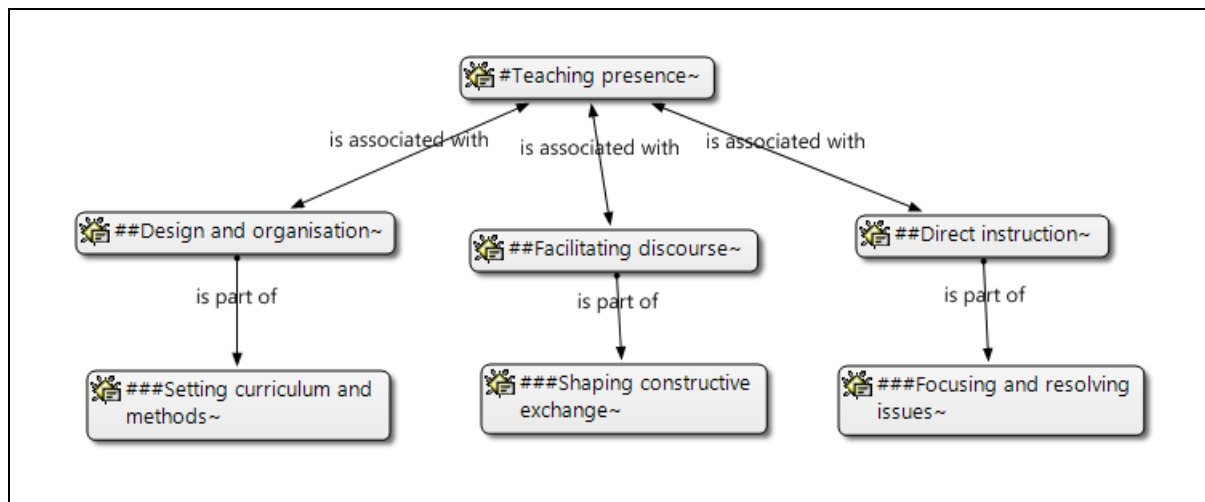 #Teaching presence~
is associated with
is associated with
is associated with
##Design and organisation~
##Facilitating discourse~
##Direct instruction~
is part of
is part of
is part of
###Setting curriculum and
methods~
###Shaping constructive
exchange~
###Focusing and resolving
issues~